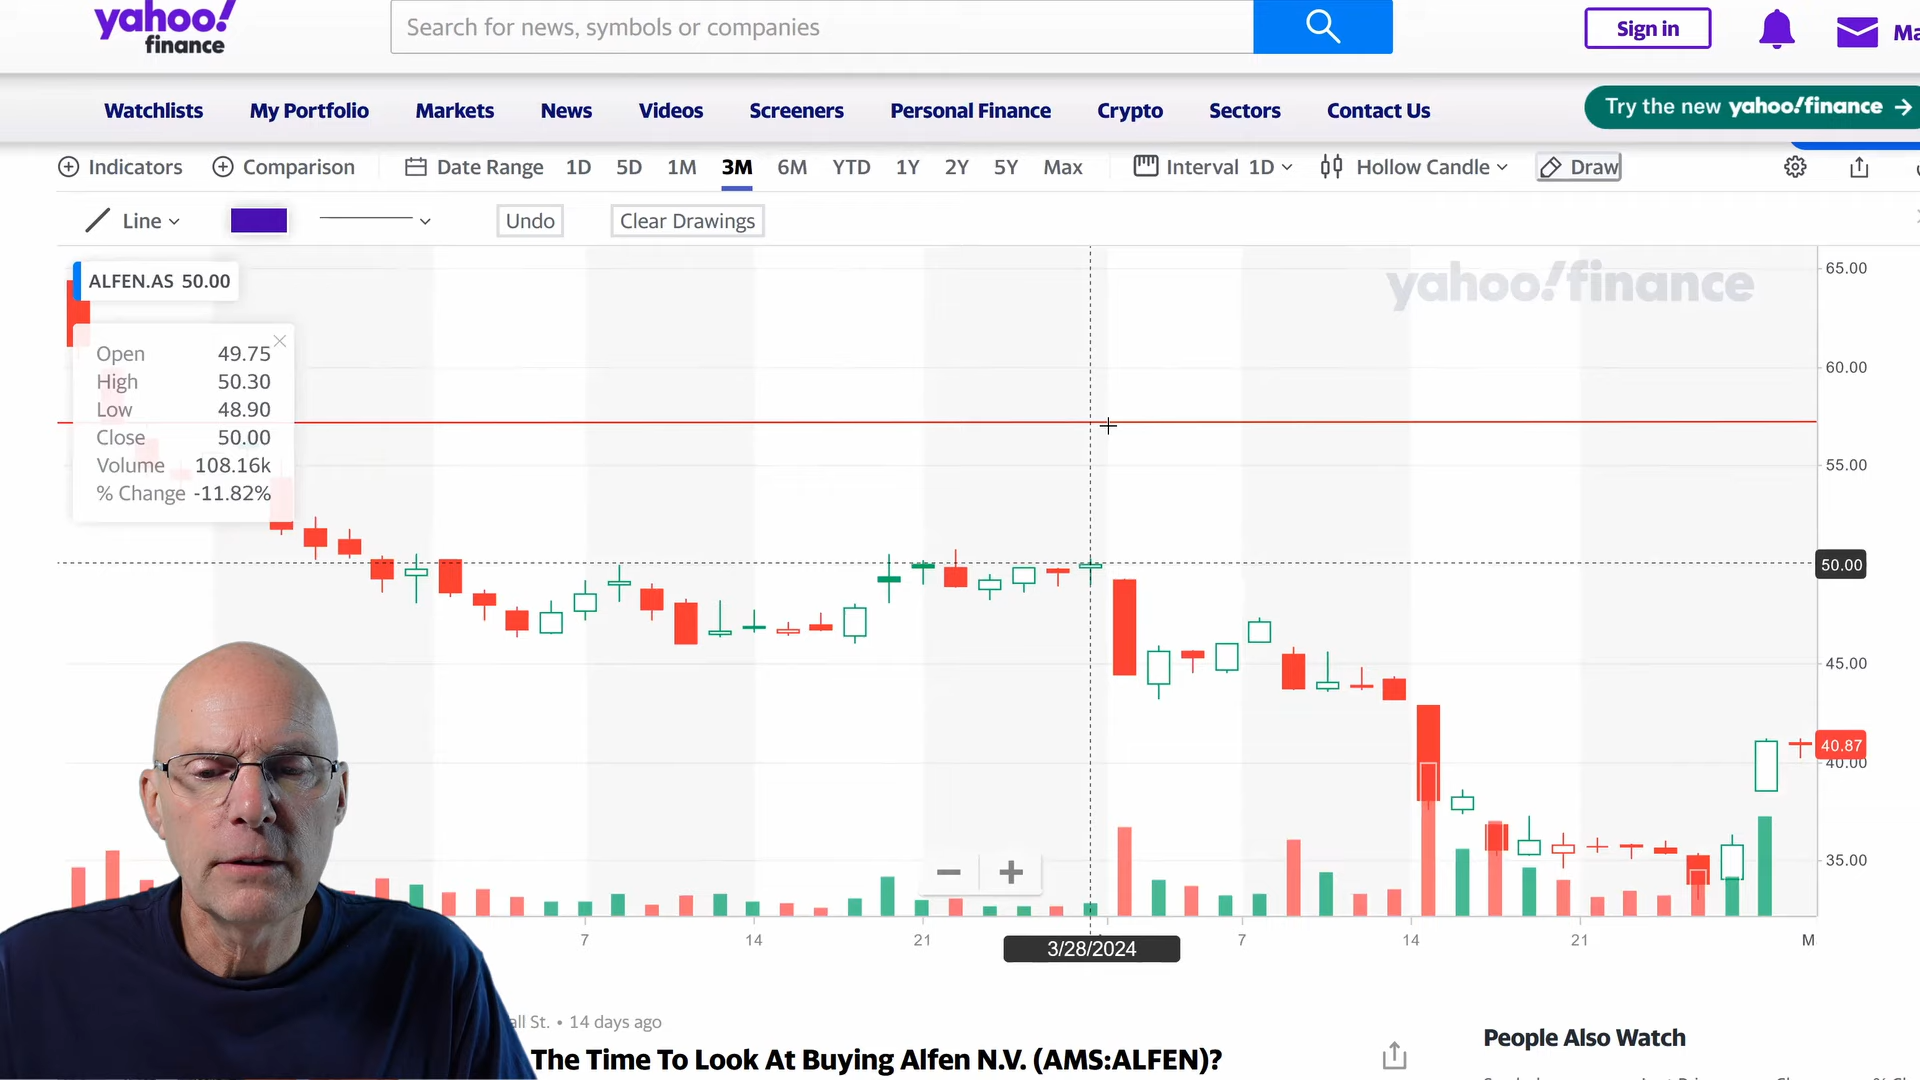 yahoo!
finance
Search for news, symbols or companies
Sign in
Watchlists My Portfolio Markets News Videos Screeners Personal Finance Crypto Sectors Contact Us
Try the new yahoo!finance →
Indicators Comparison Date Range 1D 5D 1M 3M 6M YTD 1Y 2Y 5Y Max Interval 1D Hollow Candle Draw
Line Undo Clear Drawings
ALFEN.AS 50.00
yahoo!finance
Open 49.75
High 50.30
Low 48.90
Close 50.00
Volume 108.16k
% Change -11.82%
65.00
60.00
55.00
50.00
45.00
40.87
40.00
35.00
7 14 21 3/28/2024 7 14 21 M
St. • 14 days ago
The Time To Look At Buying Alfen N.V. (AMS:ALFEN)?
People Also Watch